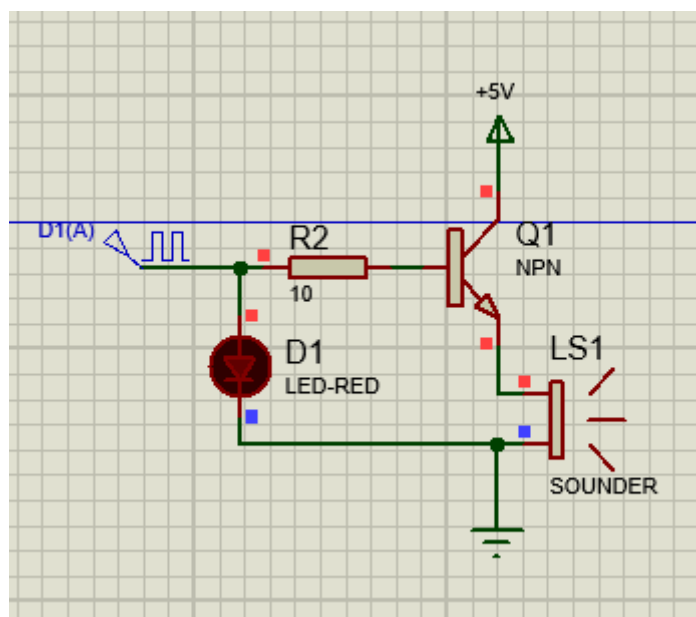 +5V
D1(A)
R2
10
Q1
NPN
D1
LED-RED
LS1
SOUNDER